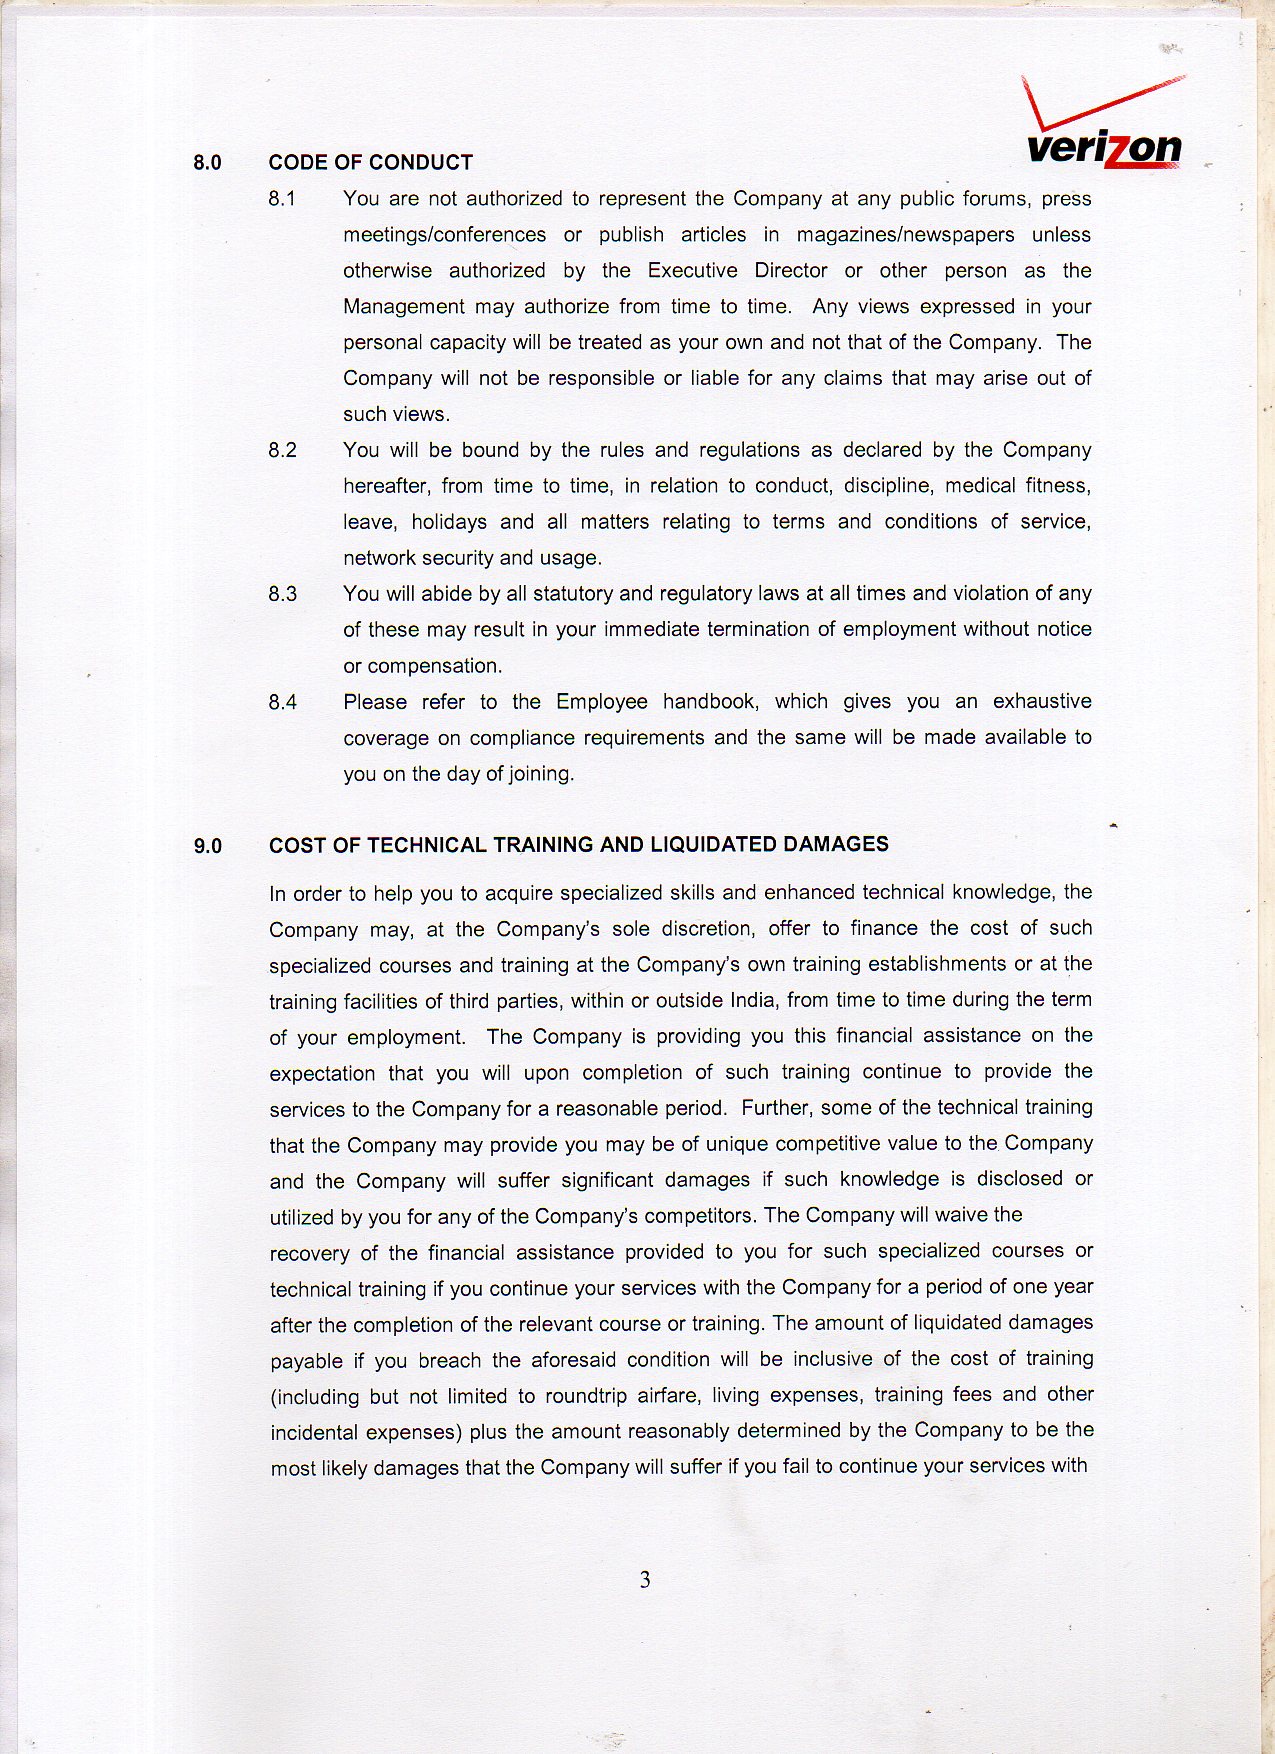 verizon
8.0 CODE OF CONDUCT
8.1 You are not authorized to represent the Company at any public forums, press
meetings/conferences or publish articles in magazines/newspapers unless
otherwise authorized by the Executive Director or other person as the
Management may authorize from time to time. Any views expressed in your
personal capacity will be treated as your own and not that of the Company. The
Company will not be responsible or liable for any claims that may arise out of
such views.
8.2 You will be bound by the rules and regulations as declared by the Company
hereafter, from time to time, in relation to conduct, discipline, medical fitness,
leave, holidays and all matters relating to terms and conditions of service,
network security and usage.
8.3 You will abide by all statutory and regulatory laws at all times and violation of any
of these may result in your immediate termination of employment without notice
or compensation.
8.4 Please refer to the Employee handbook, which gives you an exhaustive
coverage on compliance requirements and the same will be made available to
you on the day of joining.
9.0 COST OF TECHNICAL TRAINING AND LIQUIDATED DAMAGES
In order to help you to acquire specialized skills and enhanced technical knowledge, the
Company may, at the Company's sole discretion, offer to finance the cost of such
specialized courses and training at the Company's own training establishments or at the
training facilities of third parties, within or outside India, from time to time during the term
of your employment. The Company is providing you this financial assistance on the
expectation that you will upon completion of such training continue to provide the
services to the Company for a reasonable period. Further, some of the technical training
that the Company may provide you may be of unique competitive value to the Company
and the Company will suffer significant damages if such knowledge is disclosed or
utilized by you for any of the Company's competitors. The Company will waive the
recovery of the financial assistance provided to you for such specialized courses or
technical training if you continue your services with the Company for a period of one year
after the completion of the relevant course or training. The amount of liquidated damages
payable if you breach the aforesaid condition will be inclusive of the cost of training
(including but not limited to roundtrip airfare, living expenses, training fees and other
incidental expenses) plus the amount reasonably determined by the Company to be the
most likely damages that the Company will suffer if you fail to continue your services with
3